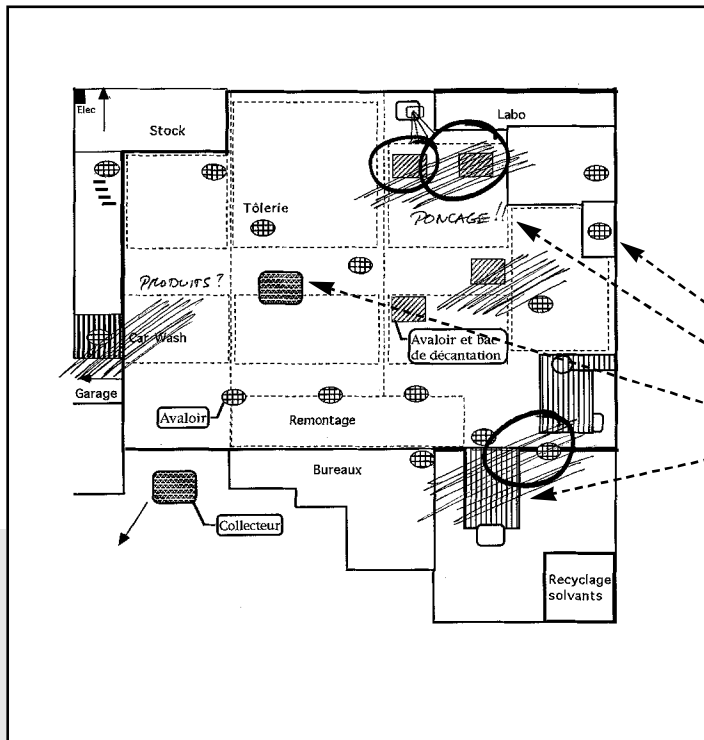 Elec
Stock
Labo
Tôlerie
PONCAGE !!
PRODUITS ?
Car Wash
Avaloir et bac
de décantation
Garage
Avaloir
Remontage
Bureaux
Collecteur
Recyclage
solvants